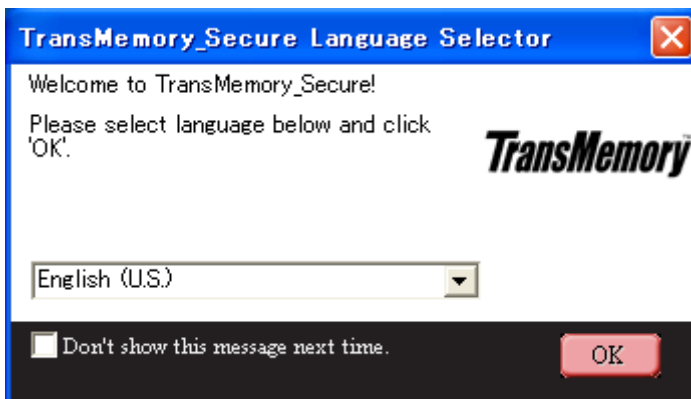 TransMemory_Secure Language Selector
Welcome to TransMemory_Secure!
Please select language below and click
'OK'.
TransMemory™
English (U.S.)
Don't show this message next time.
OK